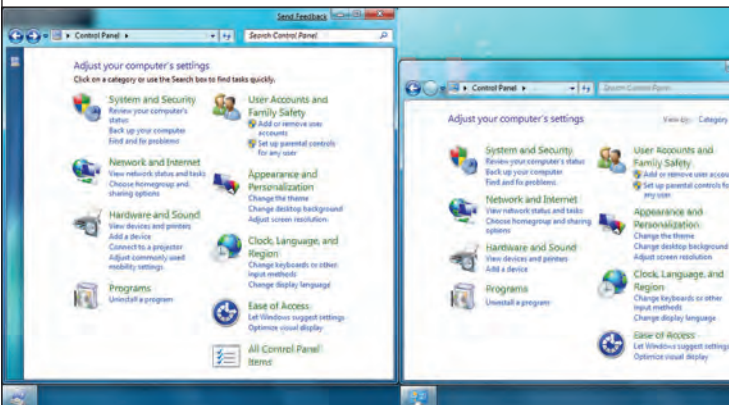 Send Feedback
Control Panel
Search Control Panel
Adjust your computer's settings
Click on a category or use the Search box to find tasks quickly.
System and Security
Review your computer's
status
Back up your computer
Find and fix problems
Network and Internet
View network status and tasks
Choose homegroup and
sharing options
Hardware and Sound
View devices and printers
Add a device
Connect to a projector
Adjust commonly used
mobility settings
Programs
Uninstall a program
User Accounts and
Family Safety
Add or remove user
accounts
Set up parental controls
for any user
Appearance and
Personalization
Change the theme
Change desktop background
Adjust screen resolution
Clock, Language, and
Region
Change keyboards or other
input methods
Change display language
Ease of Access
Let Windows suggest settings
Optimize visual display
All Control Panel
Items
Control Panel
Search Control Panel
Adjust your computer's settings
View by: Category
System and Security
Review your computer's status
Back up your computer
Find and fix problems
Network and Internet
View network status and tasks
Choose homegroup and sharing
options
Hardware and Sound
View devices and printers
Add a device
Programs
Uninstall a program
User Accounts and
Family Safety
Add or remove user accou
Set up parental controls fo
any user
Appearance and
Personalization
Change the theme
Change desktop background
Adjust screen resolution
Clock, Language, and
Region
Change keyboards or other
input methods
Change display language
Ease of Access
Let Windows suggest settings
Optimize visual display